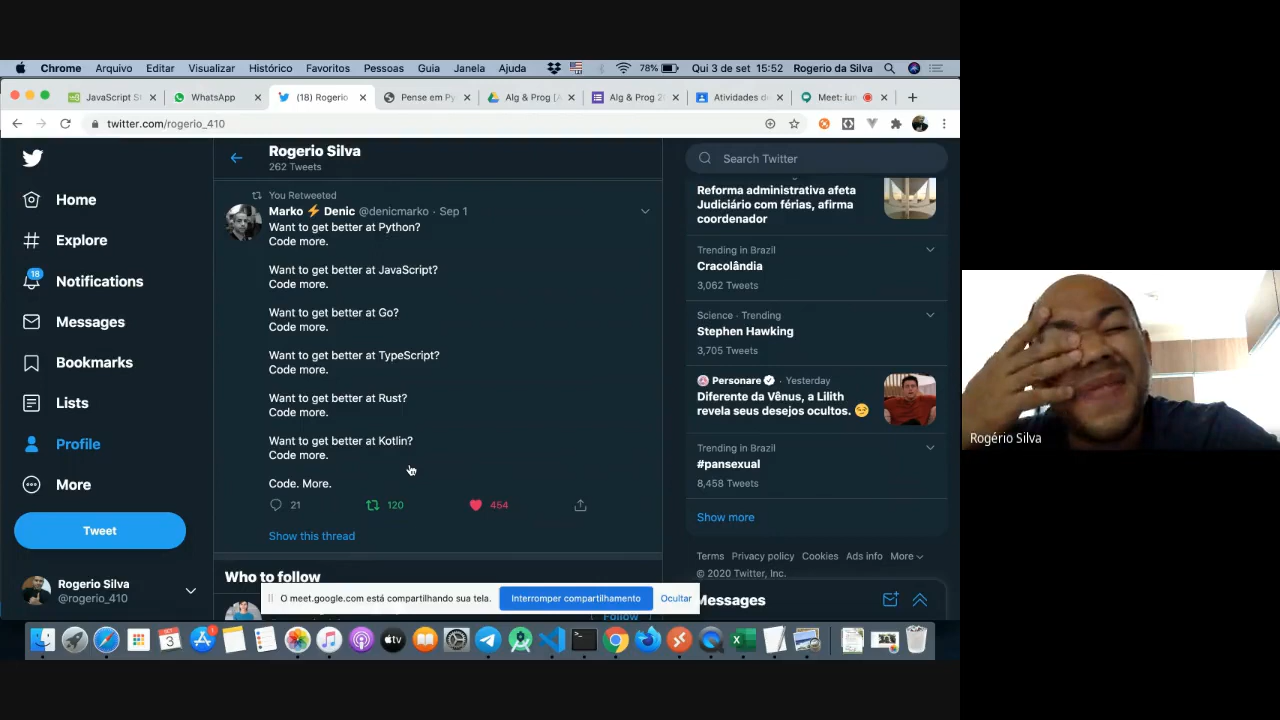 Chrome Arquivo Editar Visualizar Histórico Favoritos Pessoas Guia Janela Ajuda 78% Qui 3 de set 15:52 Rogerio da Silva
JavaScript S
WhatsApp
(18) Rogerio
Pense em Py
Alg & Prog [A
Alg & Prog 20
Atividades d
Meet: iur
twitter.com/rogerio_410
Home
Explore
18
Notifications
Messages
Bookmarks
Lists
Profile
More
Tweet
Rogerio Silva
@rogerio_410
Rogerio Silva
262 Tweets
You Retweeted
Marko ⚡ Denic @denicmarko · Sep 1
Want to get better at Python?
Code more.
Want to get better at JavaScript?
Code more.
Want to get better at Go?
Code more.
Want to get better at TypeScript?
Code more.
Want to get better at Rust?
Code more.
Want to get better at Kotlin?
Code more.
Code. More.
21 120 454
Show this thread
Who to follow
Follow
O meet.google.com está compartilhando sua tela. Interromper compartilhamento Ocultar
Search Twitter
Reforma administrativa afeta
Judiciário com férias, afirma
coordenador
Trending in Brazil
Cracolândia
3,062 Tweets
Science · Trending
Stephen Hawking
3,705 Tweets
Personare · Yesterday
Diferente da Vênus, a Lilith
revela seus desejos ocultos. 😏
Trending in Brazil
#pansexual
8,458 Tweets
Show more
Terms Privacy policy Cookies Ads info More
© 2020 Twitter, Inc.
Messages
3
1
tv
Rogério Silva